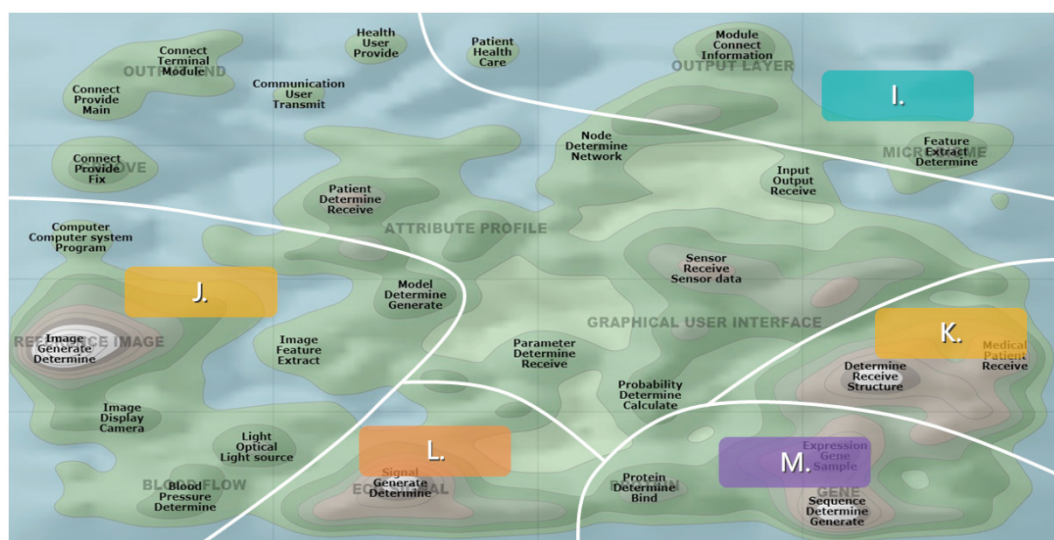 Health
User
Provide
Patient
Health
Care
Module
Connect
Information
Connect
Terminal
Module
OUTPUT END
OUTPUT LAYER
Connect
Provide
Main
Communication
User
Transmit
I.
Node
Determine
Network
Feature
Extract
Determine
Connect
Provide
Fix
Input
Output
Receive
Patient
Determine
Receive
ATTRIBUTE PROFILE
Computer
Computer system
Program
Sensor
Receive
Sensor data
J.
Model
Determine
Generate
GRAPHICAL USER INTERFACE
K.
REFERENCE IMAGE
Image
Generate
Determine
Image
Feature
Extract
Parameter
Determine
Receive
Medical
Patient
Receive
Determine
Receive
Structure
Probability
Determine
Calculate
Image
Display
Camera
Light
Optical
Light source
L.
M.
Expression
Gene
Sample
Signal
Generate
Determine
ECG SIGNAL
BLOOD FLOW
Blood
Pressure
Determine
Protein
Determine
Bind
GENE
Sequence
Determine
Generate